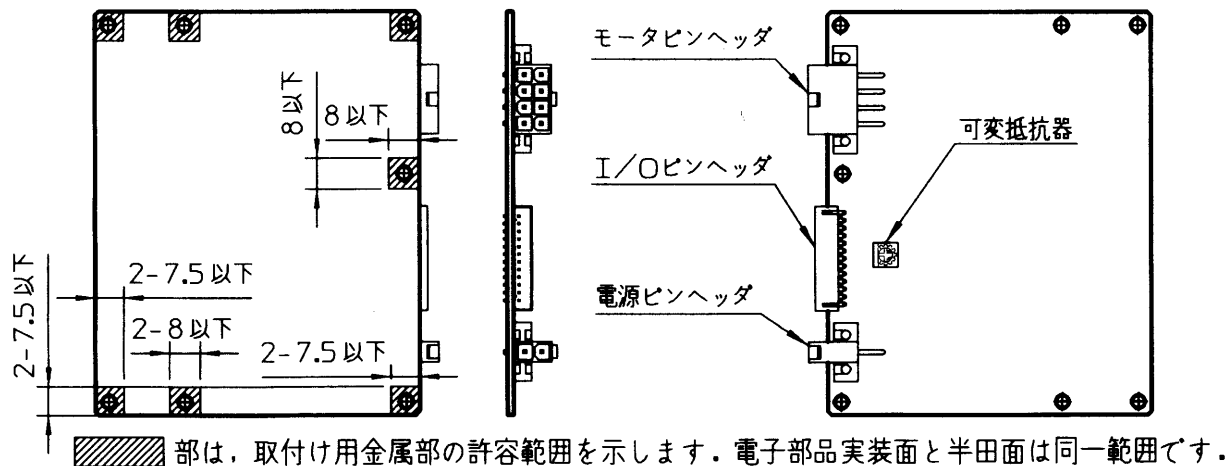 モータピンヘッダ
8以下
8以下
可変抵抗器
I/Oピンヘッダ
2-7.5以下
2-7.5以下
電源ピンヘッダ
2-8以下
2-7.5以下
部は，取付け用金属部の許容範囲を示します．電子部品実装面と半田面は同一範囲です．